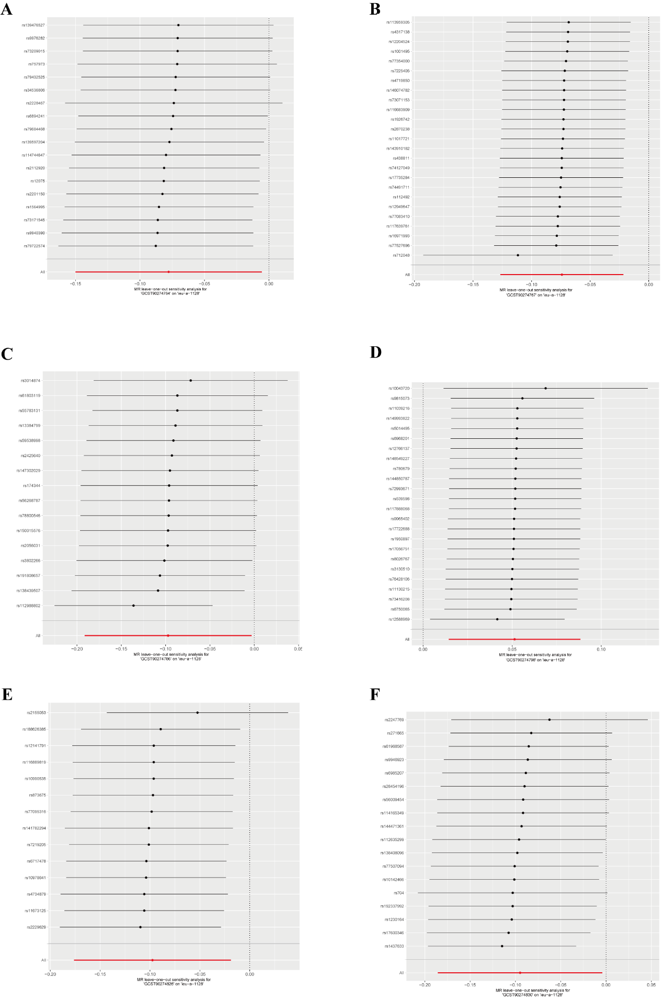 A
rs139476527
rs9976282
rs73209015
rs757973
rs79432525
rs34536806
rs2228467
rs6894241
rs79684468
rs139597204
rs114744647
rs2112920
rs12075
rs2201150
rs1564995
rs73171545
rs9940390
rs79722574
All
−0.15 −0.10 −0.05 0.00
MR leave−one−out sensitivity analysis for
'GCST90274764' on 'ieu−a−1128'
B
rs113959305
rs4317138
rs12204524
rs1001495
rs77354000
rs7225405
rs4719850
rs146074782
rs73071153
rs116683909
rs1926742
rs2870238
rs11017721
rs143910182
rs438811
rs74127049
rs17735284
rs74491711
rs112492
rs12949647
rs77083410
rs117639761
rs16971993
rs77527696
rs712048
All
−0.20 −0.15 −0.10 −0.05 0.00
MR leave−one−out sensitivity analysis for
'GCST90274767' on 'ieu−a−1128'
C
rs3014874
rs61803119
rs55783131
rs13384799
rs59538998
rs2425640
rs147302029
rs174344
rs56268787
rs78800546
rs150015576
rs2056031
rs3802266
rs191808657
rs138439507
rs112988802
All
−0.20 −0.15 −0.10 −0.05 0.00 0.05
MR leave−one−out sensitivity analysis for
'GCST90274786' on 'ieu−a−1128'
D
rs10043720
rs9815073
rs11039216
rs149993822
rs5014495
rs6968201
rs12766137
rs148549227
rs780679
rs144850787
rs72993671
rs539598
rs117888068
rs9965402
rs17722688
rs1950897
rs17056751
rs8026767
rs3130510
rs76428106
rs11130215
rs73416208
rs6750065
rs12588969
All
0.00 0.05 0.10
MR leave−one−out sensitivity analysis for
'GCST90274798' on 'ieu−a−1128'
E
rs2155053
rs188626385
rs12141791
rs116889819
rs10990535
rs873675
rs77095316
rs141782294
rs7219205
rs6717478
rs10978641
rs4734879
rs11673125
rs2229629
All
−0.20 −0.15 −0.10 −0.05 0.00
MR leave−one−out sensitivity analysis for
'GCST90274826' on 'ieu−a−1128'
F
rs2247769
rs271665
rs61968587
rs9946923
rs6985207
rs28454196
rs56009454
rs114165349
rs144471361
rs112635299
rs138408096
rs77507094
rs10142466
rs704
rs192337992
rs1230164
rs17600346
rs1437633
All
−0.20 −0.15 −0.10 −0.05 0.00 0.05
MR leave−one−out sensitivity analysis for
'GCST90274830' on 'ieu−a−1128'